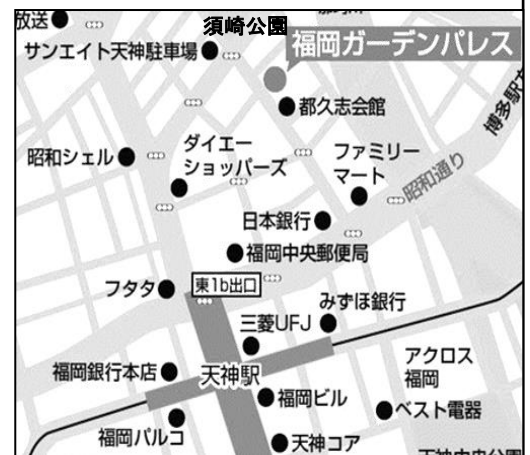 放送
須崎公園
サンエイト天神駐車場
福岡ガーデンパレス
都久志会館
博多駅
昭和シェル
ダイエー
ショッパーズ
ファミリー
マート
昭和通り
日本銀行
福岡中央郵便局
フタタ
東1b出口
みずほ銀行
三菱UFJ
福岡銀行本店
天神駅
アクロス
福岡
福岡ビル
ベスト電器
福岡パルコ
天神コア
天神中央公園